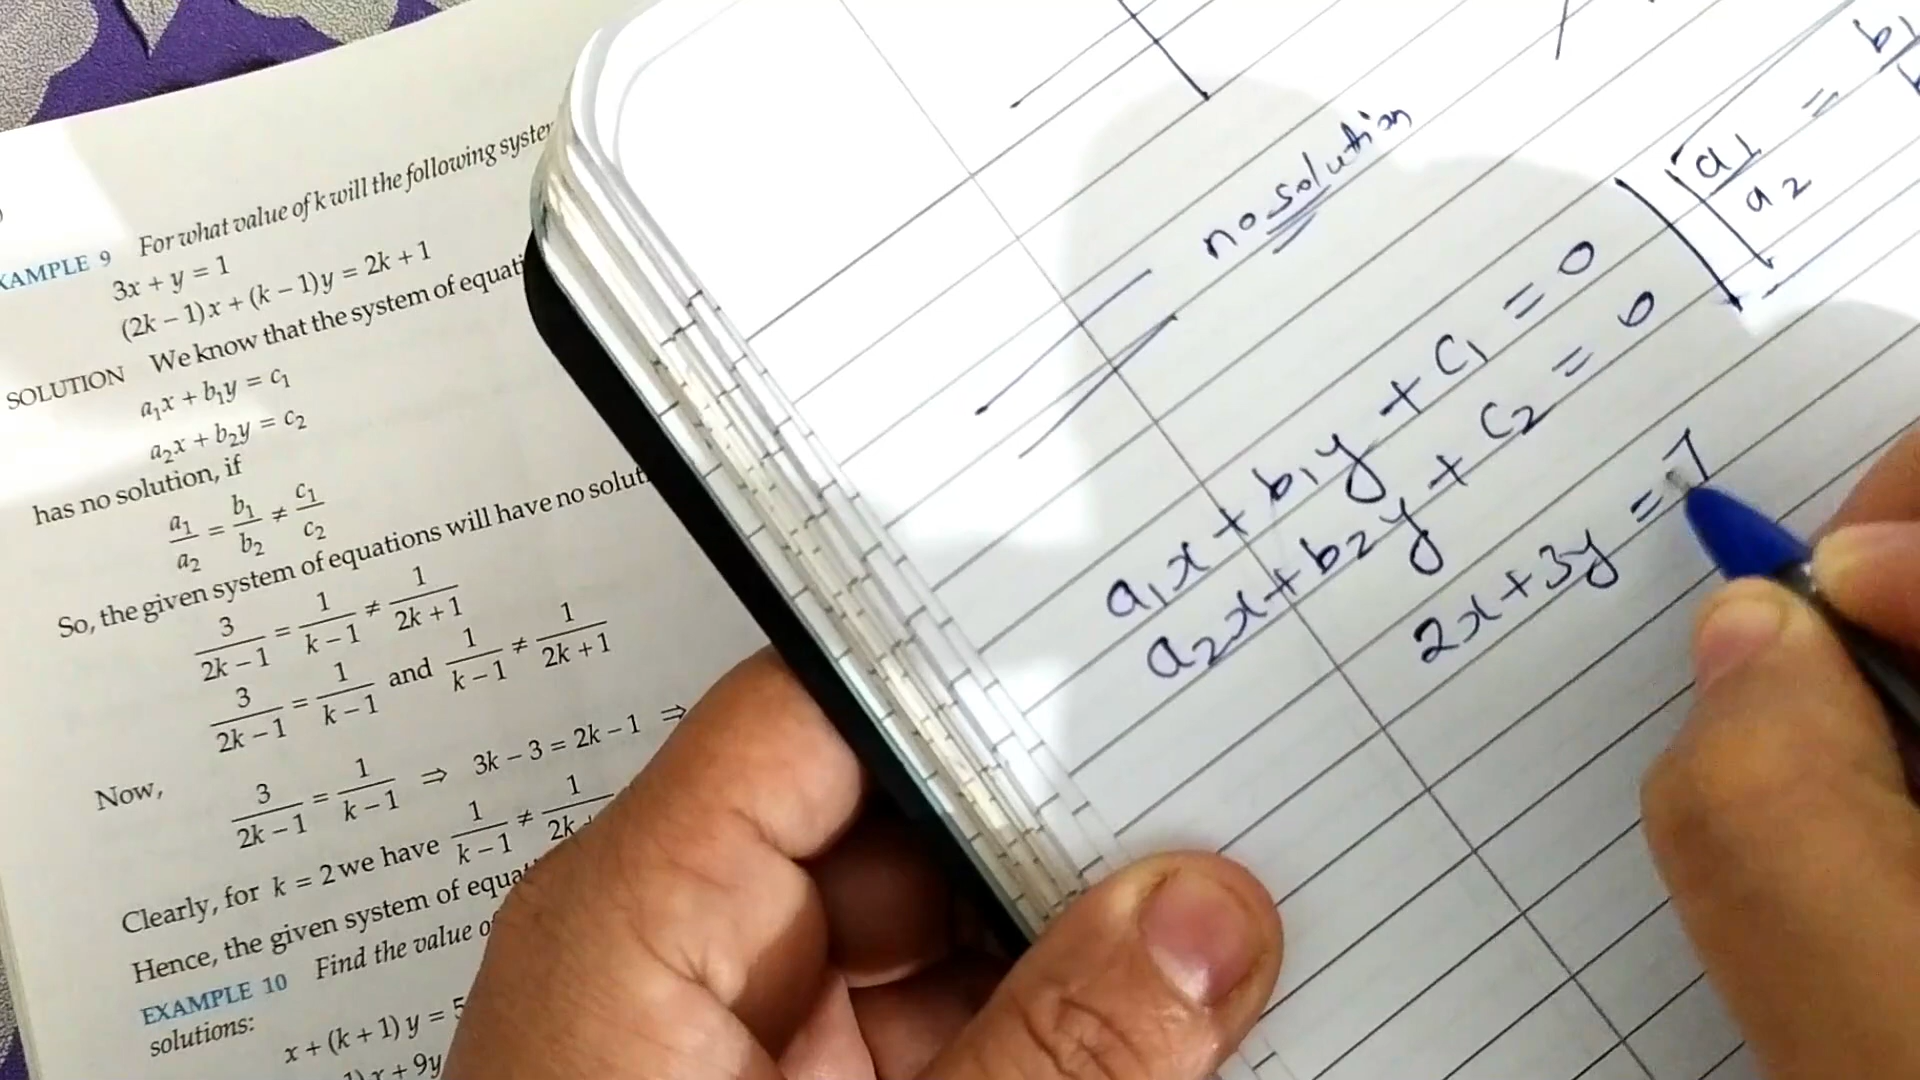 EXAMPLE 9 For what value of k will the following system
3x + y = 1
(2k − 1)x + (k − 1)y = 2k + 1
SOLUTION We know that the system of equati
a₁x + b₁y = c₁
a₂x + b₂y = c₂
has no solution, if
a₁/a₂ = b₁/b₂ ≠ c₁/c₂
So, the given system of equations will have no solut
3/(2k − 1) = 1/(k − 1) ≠ 1/(2k + 1)
3/(2k − 1) = 1/(k − 1) and 1/(k − 1) ≠ 1/(2k + 1)
Now, 3/(2k − 1) = 1/(k − 1) ⇒ 3k − 3 = 2k − 1 ⇒
Clearly, for k = 2 we have 1/(k − 1) ≠ 1/2k
Hence, the given system of equat
EXAMPLE 10 Find the value of
solutions:
x + (k + 1)y = 5
1)x + 9y
no solution
a₁/a₂ = b₁
a₁x + b₁y + c₁ = 0
a₂x + b₂y + c₂ = 0
2x + 3y = 7